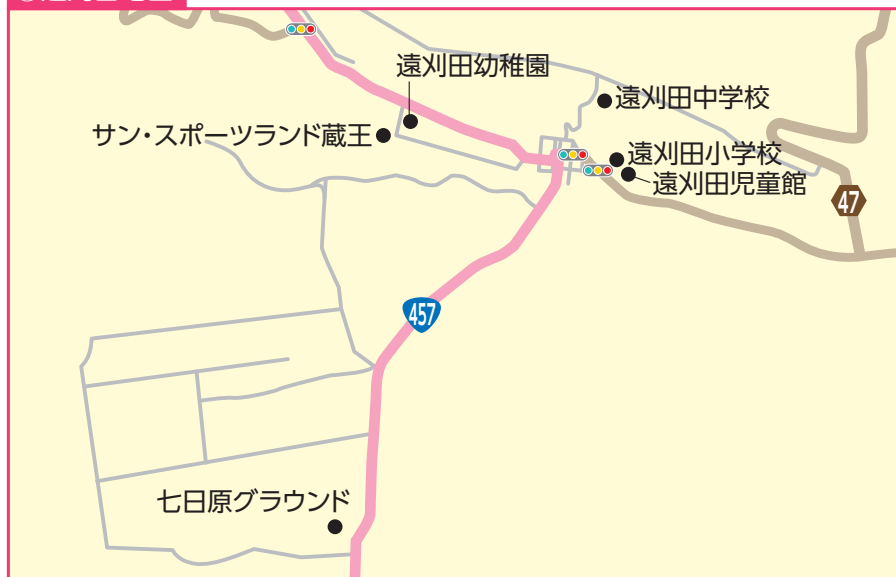 遠刈田幼稚園
遠刈田中学校
サン・スポーツランド蔵王
遠刈田小学校
遠刈田児童館
47
457
七日原グラウンド